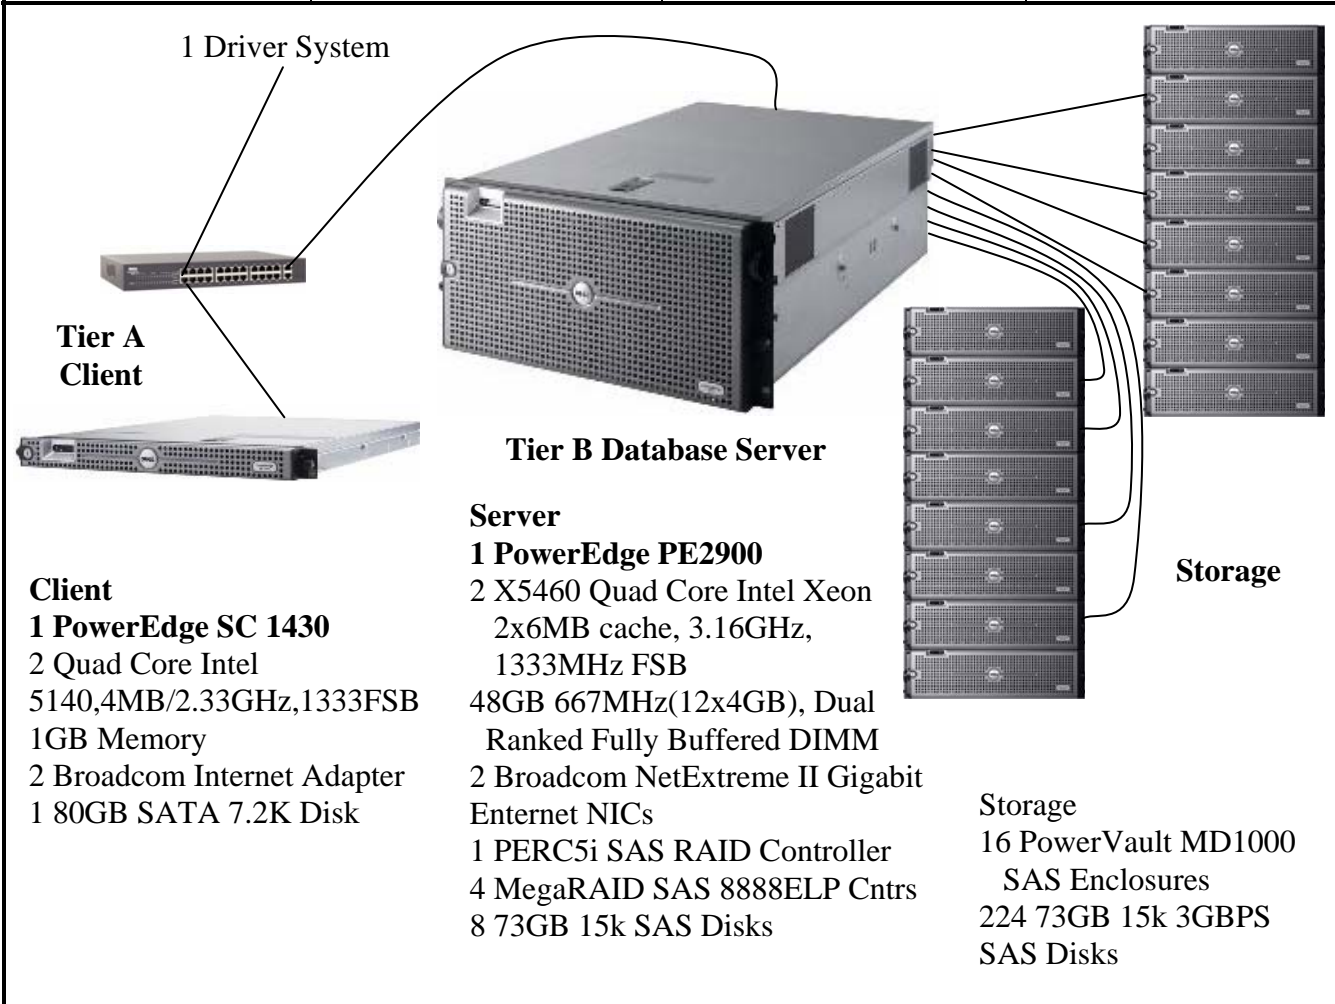 1 Driver System
Tier A
Client
Tier B Database Server
Storage
Client
1 PowerEdge SC 1430
2 Quad Core Intel
5140,4MB/2.33GHz,1333FSB
1GB Memory
2 Broadcom Internet Adapter
1 80GB SATA 7.2K Disk
Server
1 PowerEdge PE2900
2 X5460 Quad Core Intel Xeon
2x6MB cache, 3.16GHz,
1333MHz FSB
48GB 667MHz(12x4GB), Dual
Ranked Fully Buffered DIMM
2 Broadcom NetExtreme II Gigabit
Enternet NICs
1 PERC5i SAS RAID Controller
4 MegaRAID SAS 8888ELP Cntrs
8 73GB 15k SAS Disks
Storage
16 PowerVault MD1000
SAS Enclosures
224 73GB 15k 3GBPS
SAS Disks